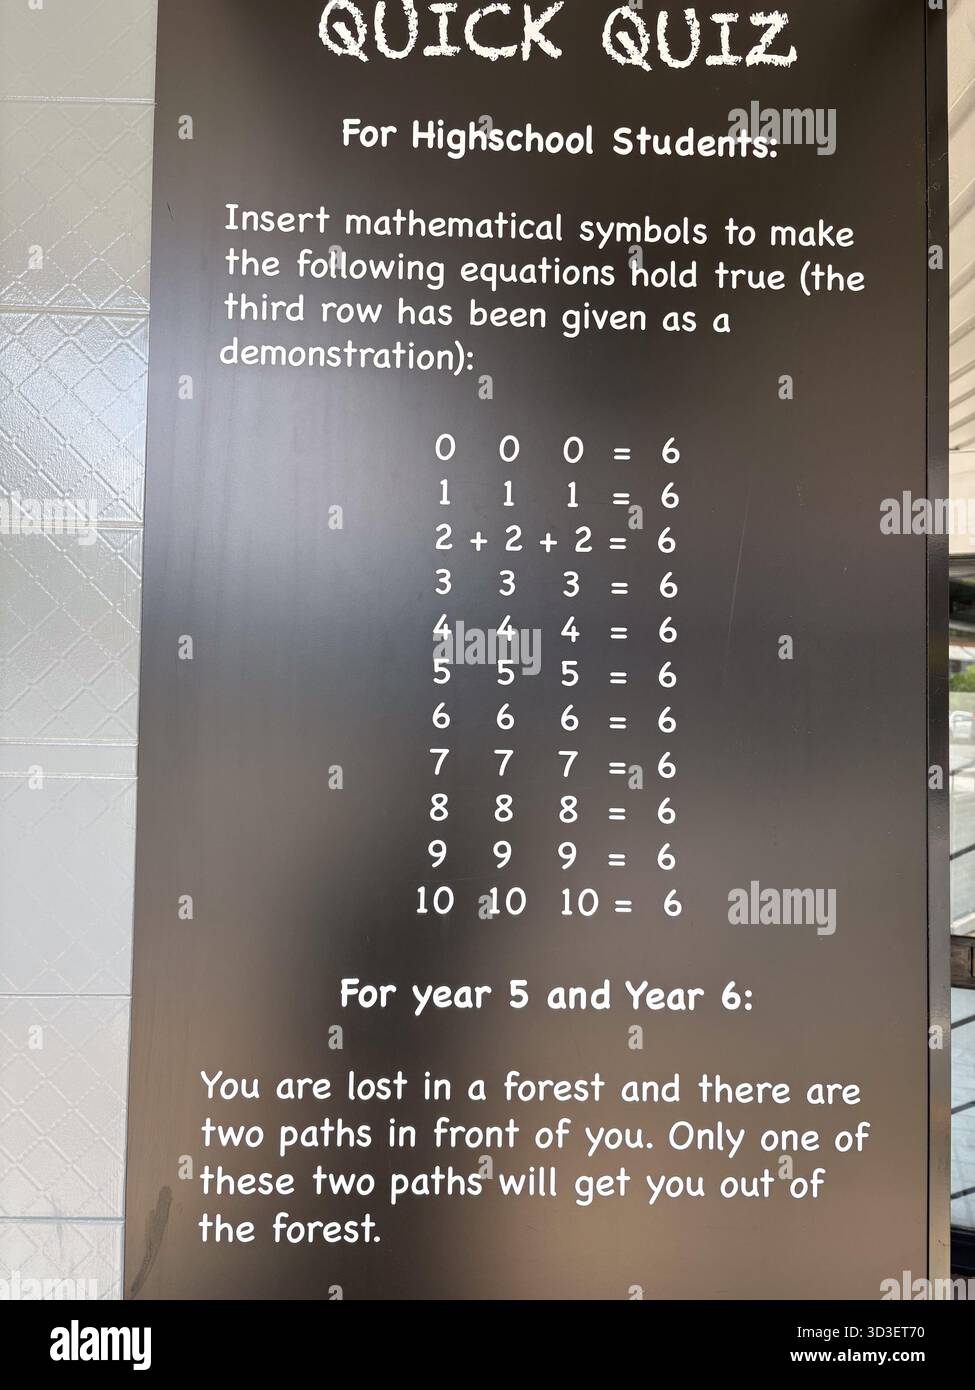 QUICK QUIZ
For Highschool Students:
Insert mathematical symbols to make
the following equations hold true (the
third row has been given as a
demonstration):
0 0 0 = 6
1 1 1 = 6
2 + 2 + 2 = 6
3 3 3 = 6
4 4 4 = 6
5 5 5 = 6
6 6 6 = 6
7 7 7 = 6
8 8 8 = 6
9 9 9 = 6
10 10 10 = 6
For year 5 and Year 6:
You are lost in a forest and there are
two paths in front of you. Only one of
these two paths will get you out of
the forest.
alamy
Image ID: 3D3ET70
www.alamy.com